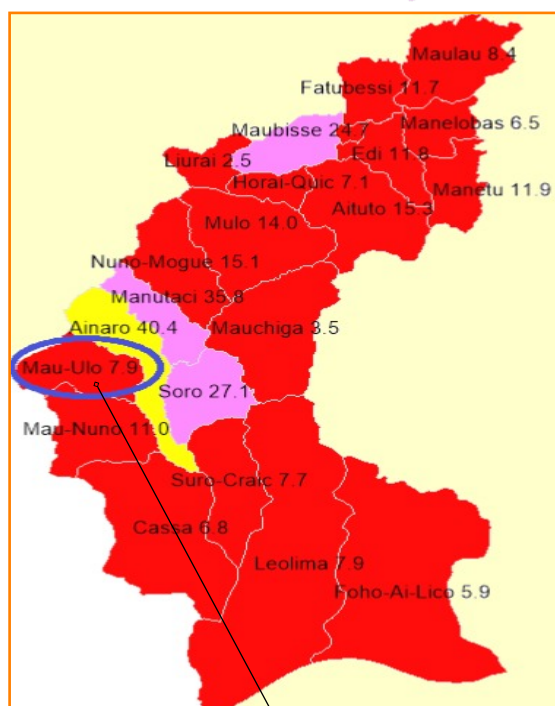 Maulau 8.4
Fatubessi 11.7
Maubisse 24.7
Manelobas 6.5
Edi 11.8
Liurai 2.5
Horai-Quic 7.1
Manetu 11.9
Aituto 15.3
Mulo 14.0
Nuno-Mogue 15.1
Manutaci 35.8
Ainaro 40.4
Mauchiga 3.5
Mau-Ulo 7.9
Soro 27.1
Mau-Nuno 11.0
Suro-Craic 7.7
Cassa 6.8
Leolima 7.9
Foho-Ai-Lico 5.9